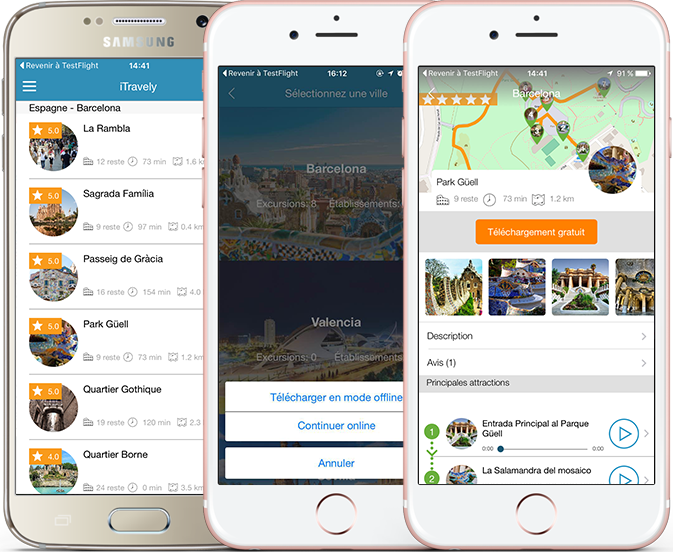 SAMSUNG
Revenir à TestFlight 14:41
iTravely
Espagne - Barcelona
5.0 La Rambla
12 reste 73 min 1.6 k
5.0 Sagrada Família
9 reste 97 min 0.4 k
5.0 Passeig de Gràcia
16 reste 154 min 4.0
5.0 Park Güell
9 reste 73 min 1.2 k
5.0 Quartier Gothique
19 reste 120 min 2.3
4.0 Quartier Borne
24 reste 0 min 3.5 k
Revenir à TestFlight 16:12
Sélectionnez une ville
Barcelona
Excursions: 8 Etablissements:
Valencia
Excursions: 0 Etablissements
Télécharger en mode offline
Continuer online
Annuler
Revenir à TestFlight 14:41 91 %
Barcelona
Park Güell
9 reste 73 min 1.2 km
Téléchargement gratuit
Description
Avis (1)
Principales attractions
1 Entrada Principal al Parque
Güell
0:00 0:00
2 La Salamandra del mosaico